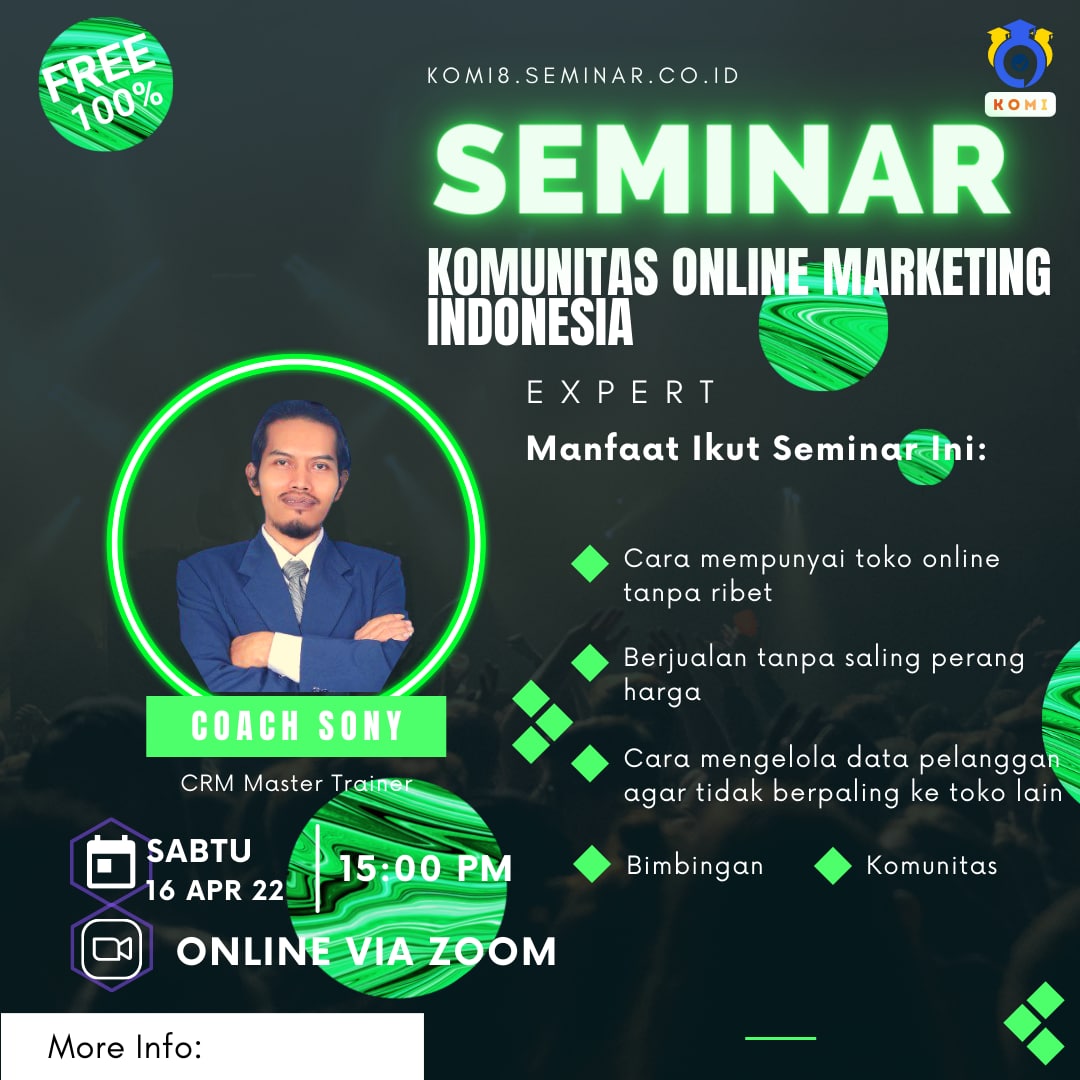 FREE
100%
KOMI8.SEMINAR.CO.ID
KOMI
SEMINAR
KOMUNITAS ONLINE MARKETING
INDONESIA
EXPERT
Manfaat Ikut Seminar Ini:
Cara mempunyai toko online
tanpa ribet
Berjualan tanpa saling perang
harga
Cara mengelola data pelanggan
agar tidak berpaling ke toko lain
Bimbingan
Komunitas
COACH SONY
CRM Master Trainer
SABTU
16 APR 22
15:00 PM
ONLINE VIA ZOOM
More Info: